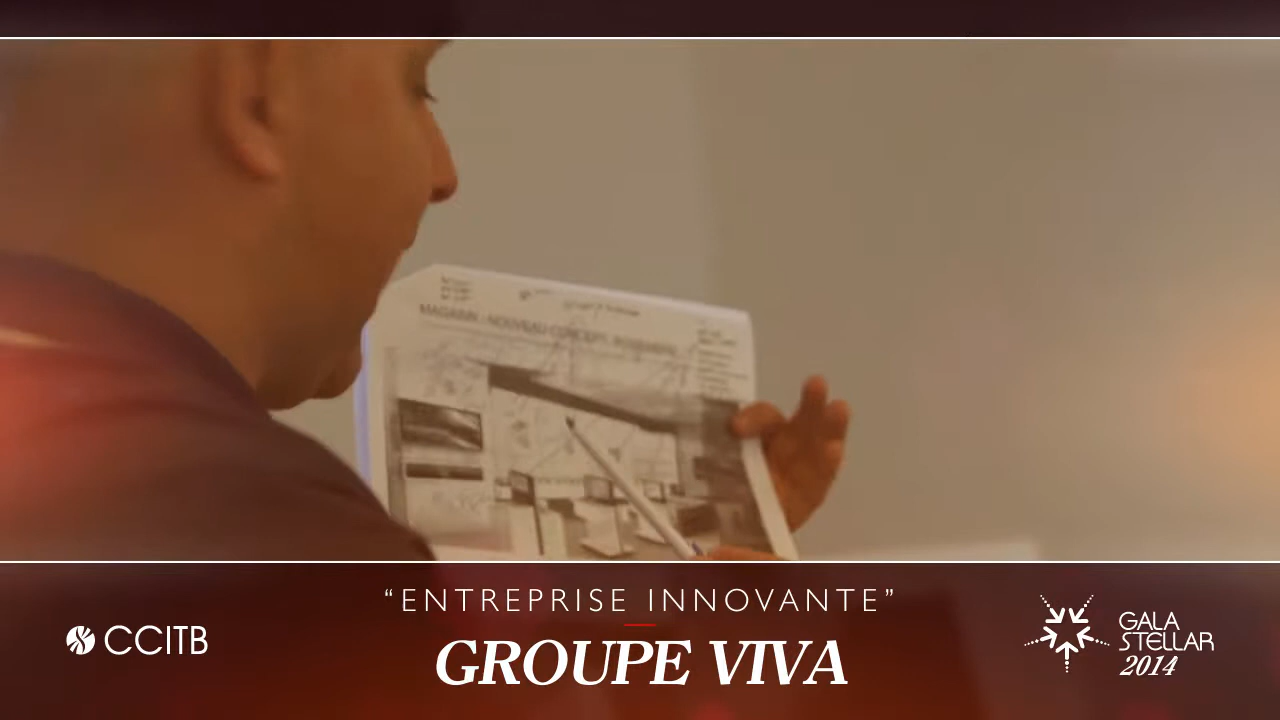 MAGASIN - NOUVEAU CONCEPT
“ENTREPRISE INNOVANTE”
GROUPE VIVA
CCITB
GALA
STELLAR
2014